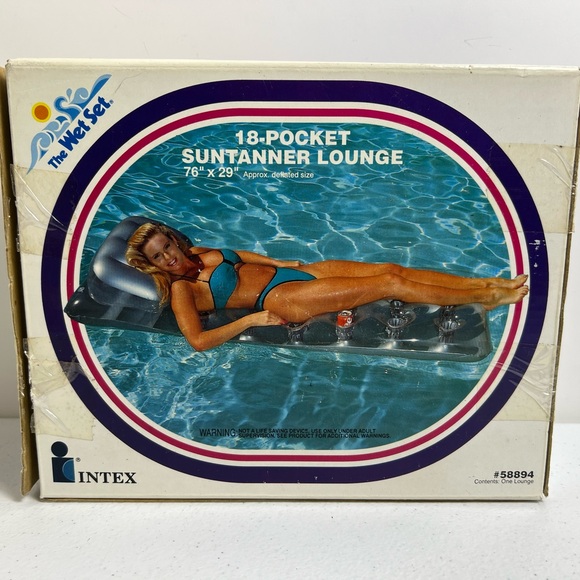 The Wet Set®
18-POCKET
SUNTANNER LOUNGE
76" x 29" Approx. deflated size
WARNING: NOT A LIFE SAVING DEVICE. USE ONLY UNDER ADULT
SUPERVISION. SEE PRODUCT FOR ADDITIONAL WARNINGS.
® INTEX
#58894
Contents: One Lounge